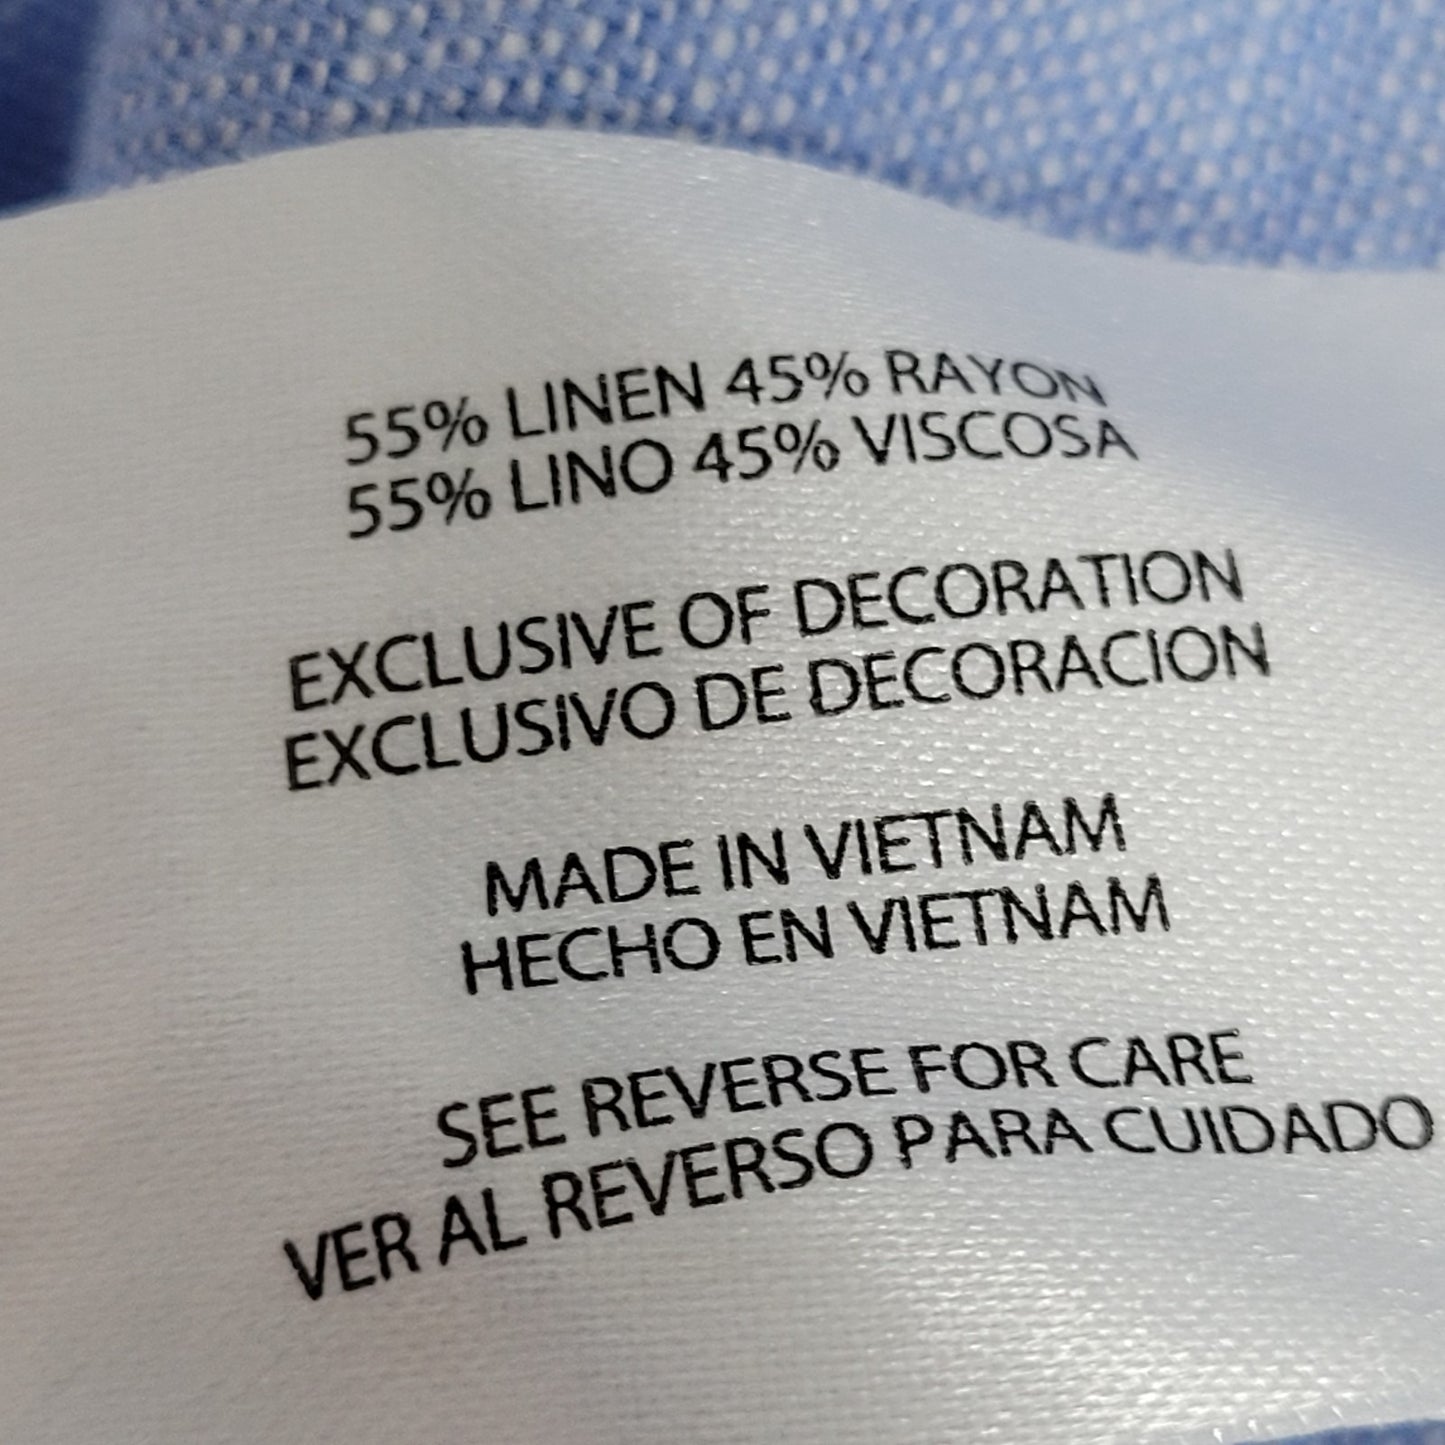 55% LINEN 45% RAYON
55% LINO 45% VISCOSA
EXCLUSIVE OF DECORATION
EXCLUSIVO DE DECORACION
MADE IN VIETNAM
HECHO EN VIETNAM
SEE REVERSE FOR CARE
VER AL REVERSO PARA CUIDADO